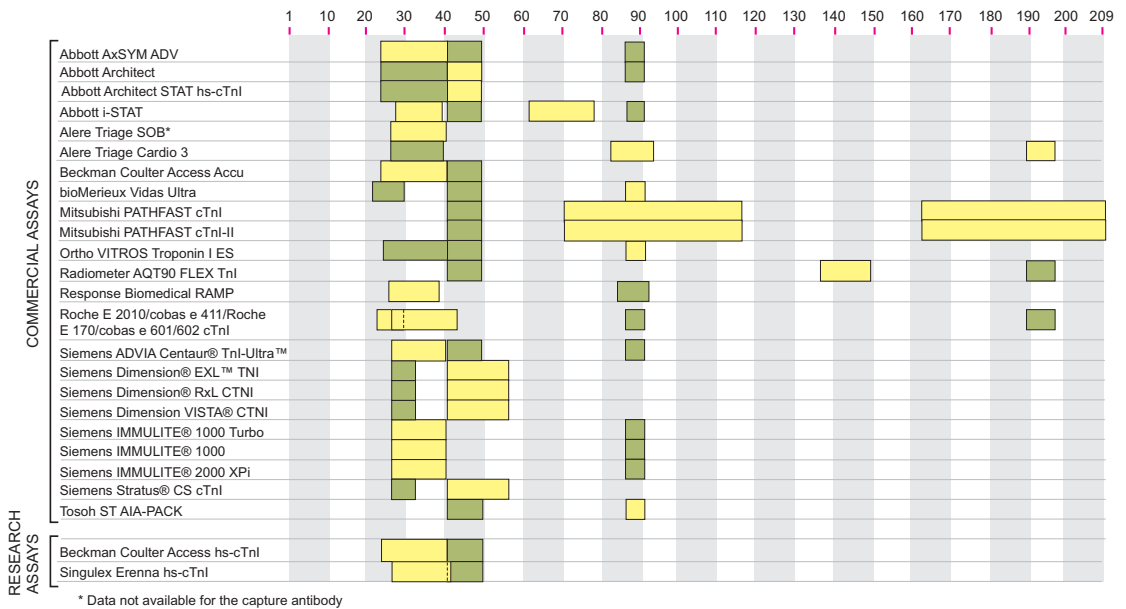 1 10 20 30 40 50 60 70 80 90 100 110 120 130 140 150 160 170 180 190 200 209
COMMERCIAL ASSAYS
Abbott AxSYM ADV
Abbott Architect
Abbott Architect STAT hs-cTnI
Abbott i-STAT
Alere Triage SOB*
Alere Triage Cardio 3
Beckman Coulter Access Accu
bioMerieux Vidas Ultra
Mitsubishi PATHFAST cTnI
Mitsubishi PATHFAST cTnI-II
Ortho VITROS Troponin I ES
Radiometer AQT90 FLEX TnI
Response Biomedical RAMP
Roche E 2010/cobas e 411/Roche
E 170/cobas e 601/602 cTnI
Siemens ADVIA Centaur® TnI-Ultra™
Siemens Dimension® EXL™ TNI
Siemens Dimension® RxL CTNI
Siemens Dimension VISTA® CTNI
Siemens IMMULITE® 1000 Turbo
Siemens IMMULITE® 1000
Siemens IMMULITE® 2000 XPi
Siemens Stratus® CS cTnI
Tosoh ST AIA-PACK
RESEARCH
ASSAYS
Beckman Coulter Access hs-cTnI
Singulex Erenna hs-cTnI
* Data not available for the capture antibody